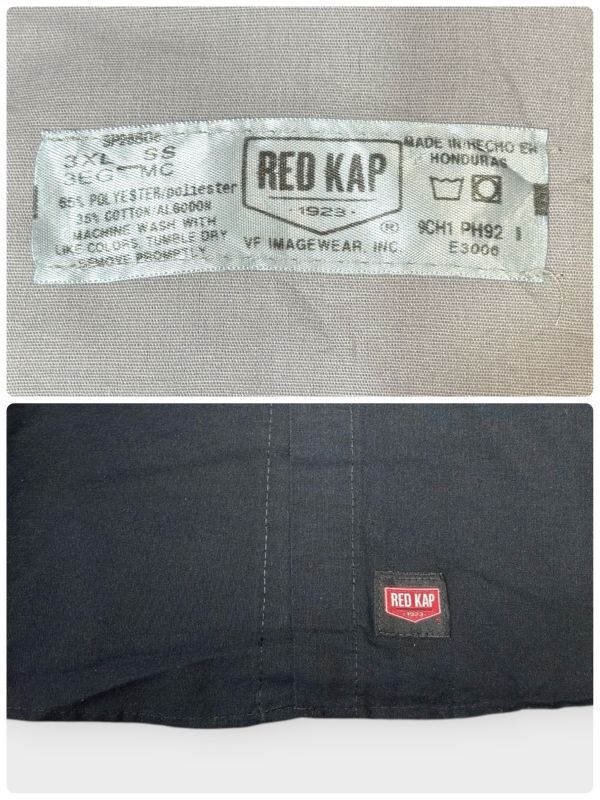 3XL SS
3EG MC
65% POLYESTER/poliester
35% COTTON/ALGODON
MACHINE WASH WITH
LIKE COLORS, TUMBLE DRY
REMOVE PROMPTLY
RED KAP
·1923·
®
VF IMAGEWEAR, INC.
MADE IN/HECHO EN
HONDURAS
9CH1 PH92 I
E3006
RED KAP
·1923·